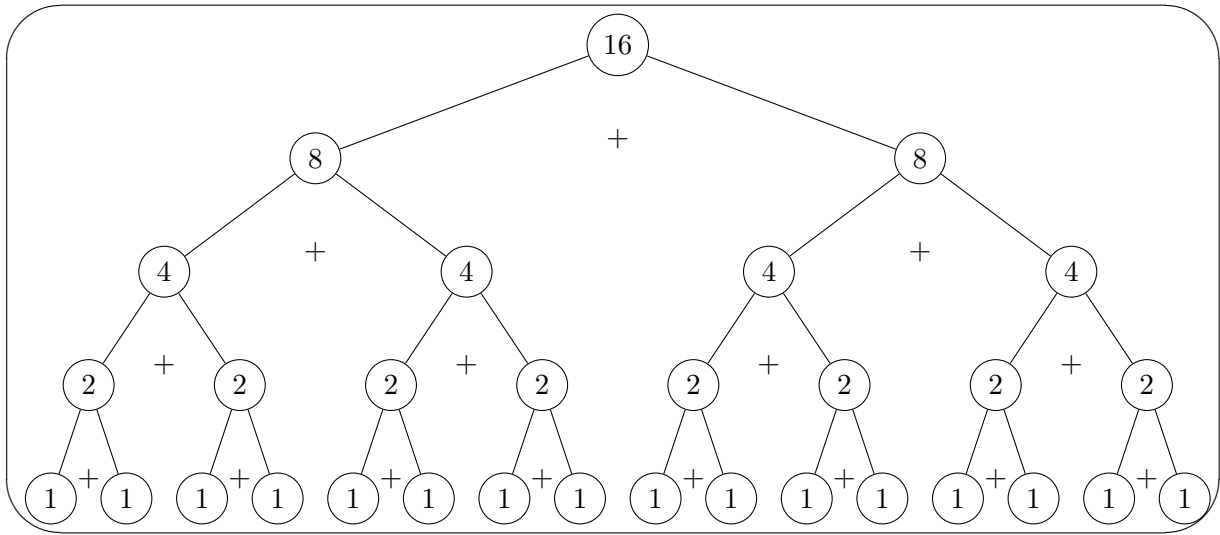 16
+
8 8
+ +
4 4 4 4
+ + + +
2 2 2 2 2 2 2 2
+ + + + + + + +
1 1 1 1 1 1 1 1 1 1 1 1 1 1 1 1